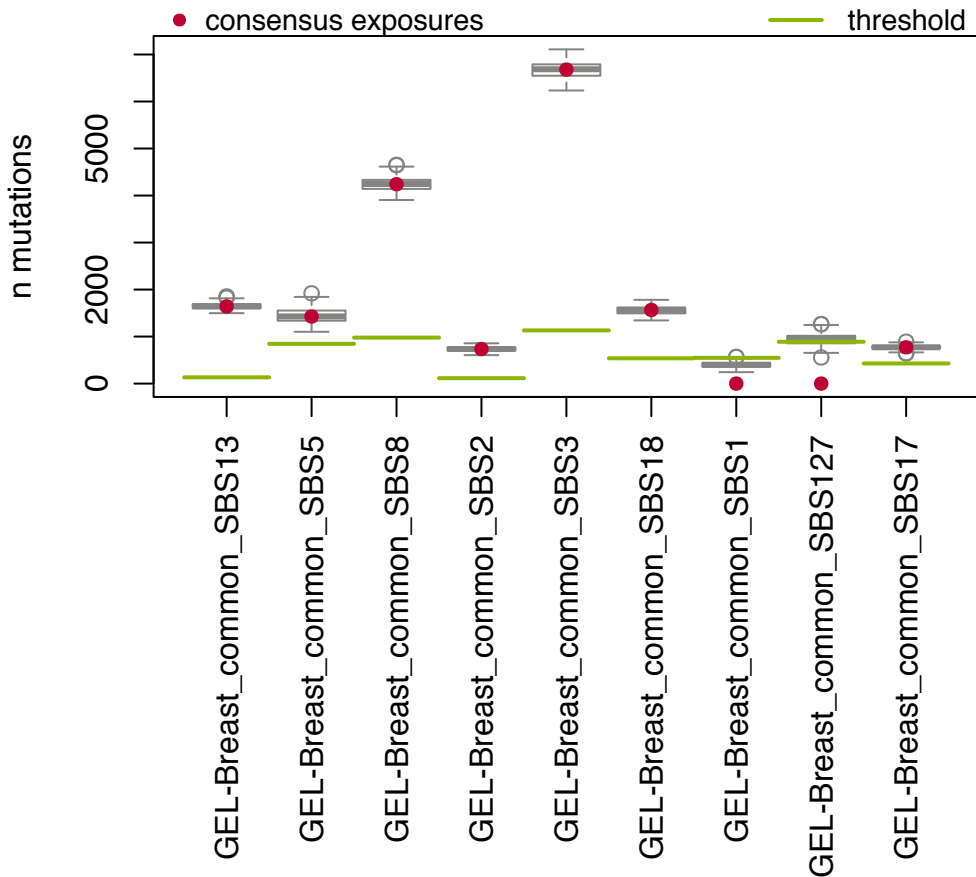 consensus exposures
threshold
n mutations
5000
2000
0
GEL-Breast_common_SBS13
GEL-Breast_common_SBS5
GEL-Breast_common_SBS8
GEL-Breast_common_SBS2
GEL-Breast_common_SBS3
GEL-Breast_common_SBS18
GEL-Breast_common_SBS1
GEL-Breast_common_SBS127
GEL-Breast_common_SBS17